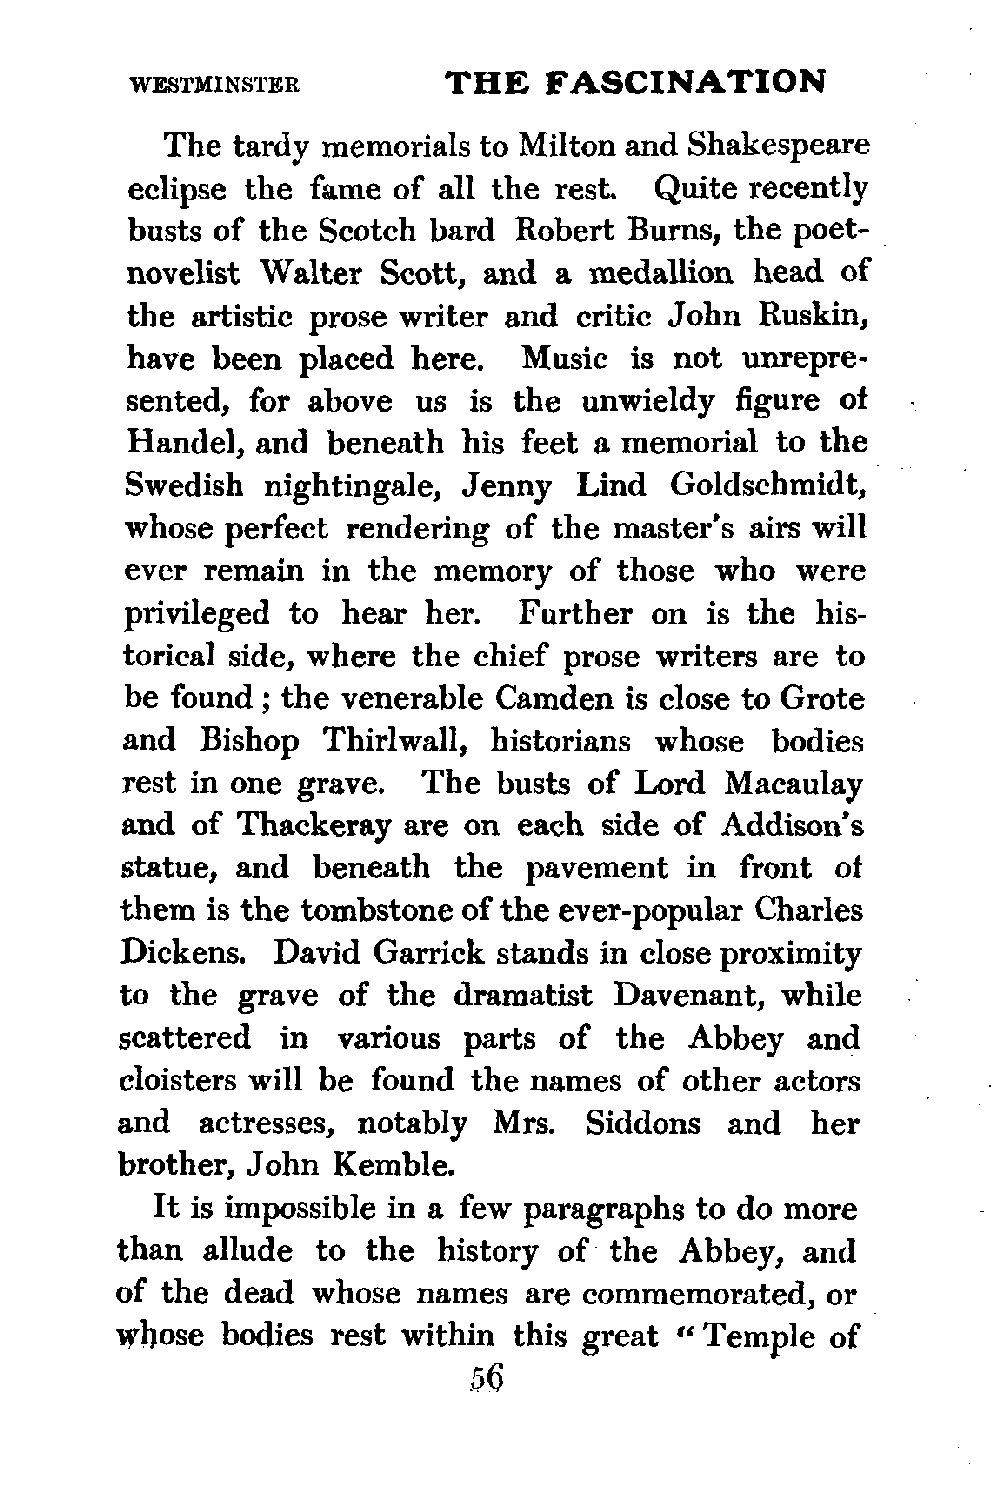 WESTMINSTER THE FASCINATION
The tardy memorials to Milton and Shakespeare
eclipse the fame of all the rest. Quite recently
busts of the Scotch bard Robert Burns, the poet-
novelist Walter Scott, and a medallion head of
the artistic prose writer and critic John Ruskin,
have been placed here. Music is not unrepre-
sented, for above us is the unwieldy figure of
Handel, and beneath his feet a memorial to the
Swedish nightingale, Jenny Lind Goldschmidt,
whose perfect rendering of the master's airs will
ever remain in the memory of those who were
privileged to hear her. Further on is the his-
torical side, where the chief prose writers are to
be found; the venerable Camden is close to Grote
and Bishop Thirlwall, historians whose bodies
rest in one grave. The busts of Lord Macaulay
and of Thackeray are on each side of Addison's
statue, and beneath the pavement in front of
them is the tombstone of the ever-popular Charles
Dickens. David Garrick stands in close proximity
to the grave of the dramatist Davenant, while
scattered in various parts of the Abbey and
cloisters will be found the names of other actors
and actresses, notably Mrs. Siddons and her
brother, John Kemble.
It is impossible in a few paragraphs to do more
than allude to the history of the Abbey, and
of the dead whose names are commemorated, or
whose bodies rest within this great "Temple of
56